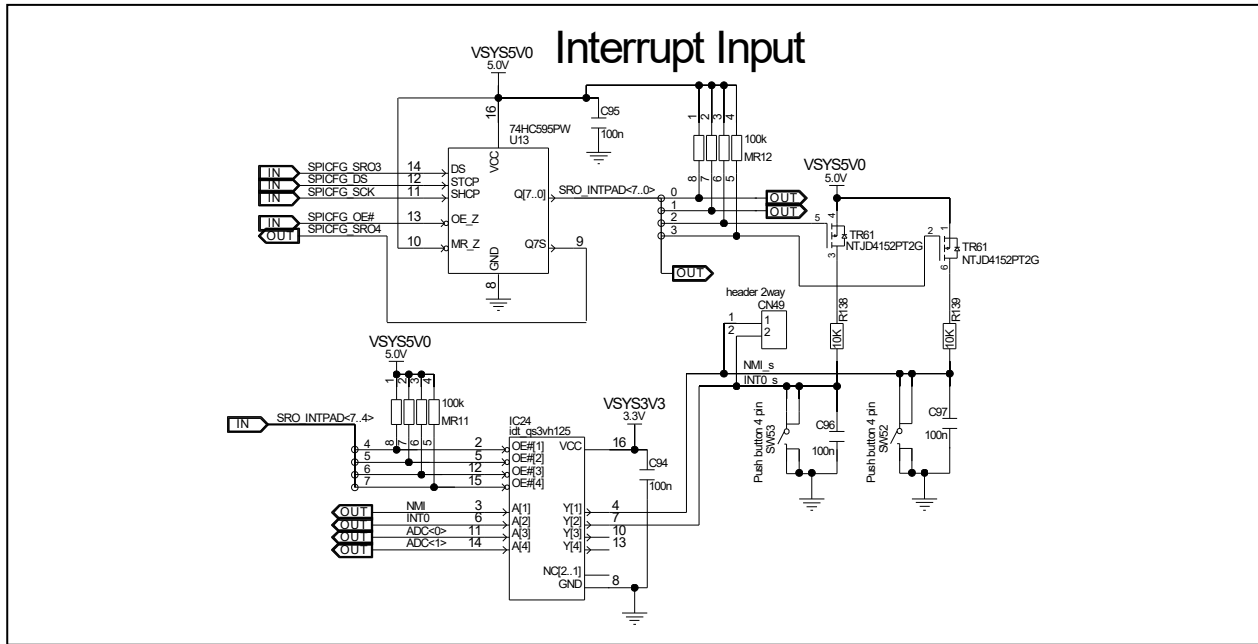 Interrupt Input
VSYS5V0
5.0V
16
C95
100n
74HC595PW
U13
VCC
IN SPICFG_SRO3 14 DS
IN SPICFG_DS 12 STCP
IN SPICFG_SCK 11 SHCP
IN SPICFG_OE# 13 OE_Z
OUT SPICFG_SRO4
10 MR_Z
Q[7..0] SRO_INTPAD<7..0>
Q7S 9
GND
8
1 2 3 4
100k
MR12
8 7 6 5
0 OUT
1 OUT
2
3
OUT
VSYS5V0
5.0V
5 4
TR61
NTJD4152PT2G
3
2 1
TR61
NTJD4152PT2G
6
R138
10K
R139
10K
header 2way
CN49
1 1
2 2
NMI_s
INT0_s
Push button 4 pin
SW53
C96
100n
Push button 4 pin
SW52
C97
100n
VSYS5V0
5.0V
1 2 3 4
100k
MR11
8 7 6 5
IN SRO_INTPAD<7..4>
IC24
idt_qs3vh125
4 2 OE#[1]
5 5 OE#[2]
6 12 OE#[3]
7 15 OE#[4]
OUT NMI 3 A[1]
OUT INT0 6 A[2]
OUT ADC<0> 11 A[3]
OUT ADC<1> 14 A[4]
VSYS3V3
3.3V
VCC 16
C94
100n
Y[1] 4
Y[2] 7
Y[3] 10
Y[4] 13
NC[2..1]
GND 8